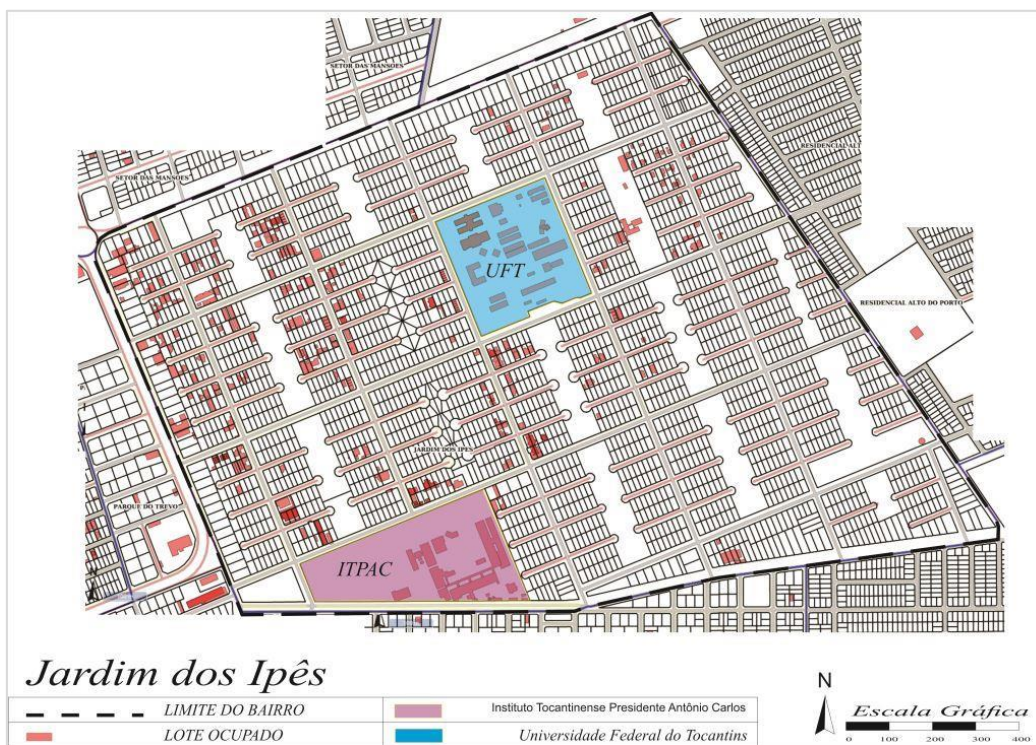 SETOR DAS MANSÕES
SETOR DAS MANSÕES
RESIDENCIAL ALT
UFT
RESIDENCIAL ALTO DO PORTO
JARDIM DOS IPÊS
PARQUE DO TREVO
ITPAC
Jardim dos Ipês
LIMITE DO BAIRRO
Instituto Tocantinense Presidente Antônio Carlos
LOTE OCUPADO
Universidade Federal do Tocantins
N
Escala Gráfica
0 100 200 300 400